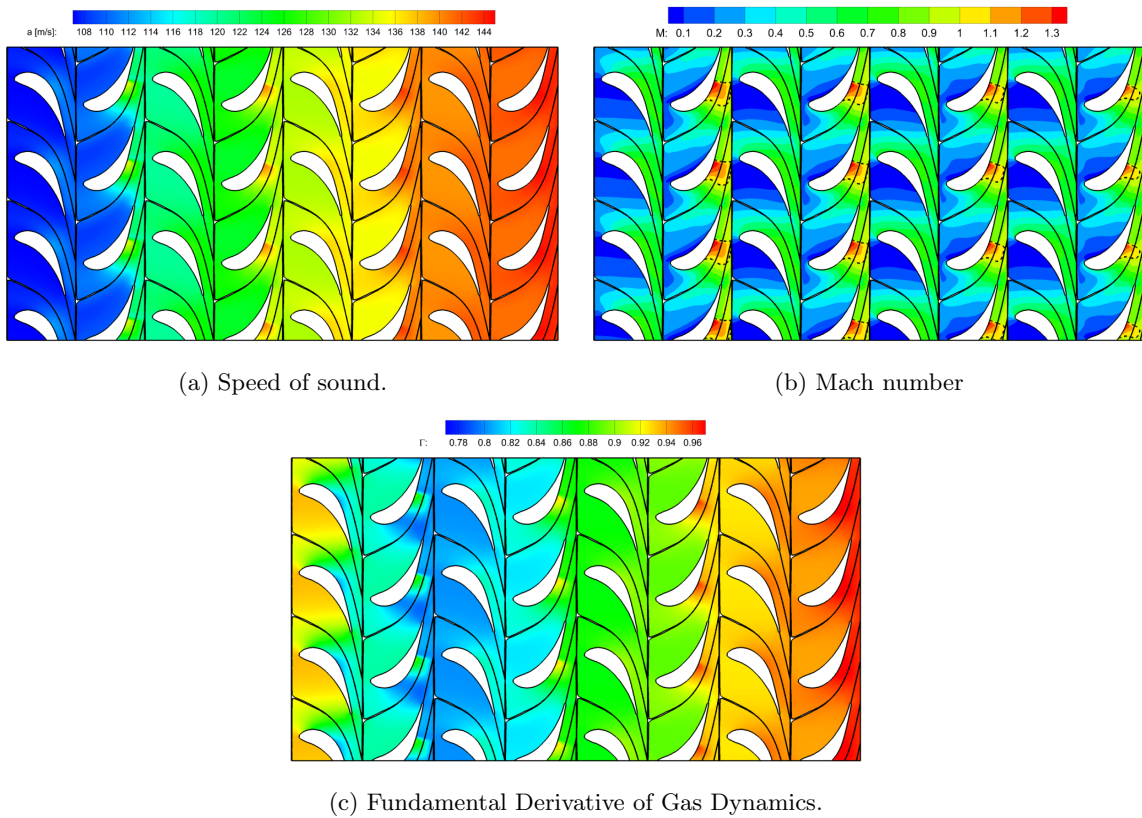 a [m/s]: 108 110 112 114 116 118 120 122 124 126 128 130 132 134 136 138 140 142 144
M: 0.1 0.2 0.3 0.4 0.5 0.6 0.7 0.8 0.9 1 1.1 1.2 1.3
(a) Speed of sound.
(b) Mach number
Γ: 0.78 0.8 0.82 0.84 0.86 0.88 0.9 0.92 0.94 0.96
(c) Fundamental Derivative of Gas Dynamics.